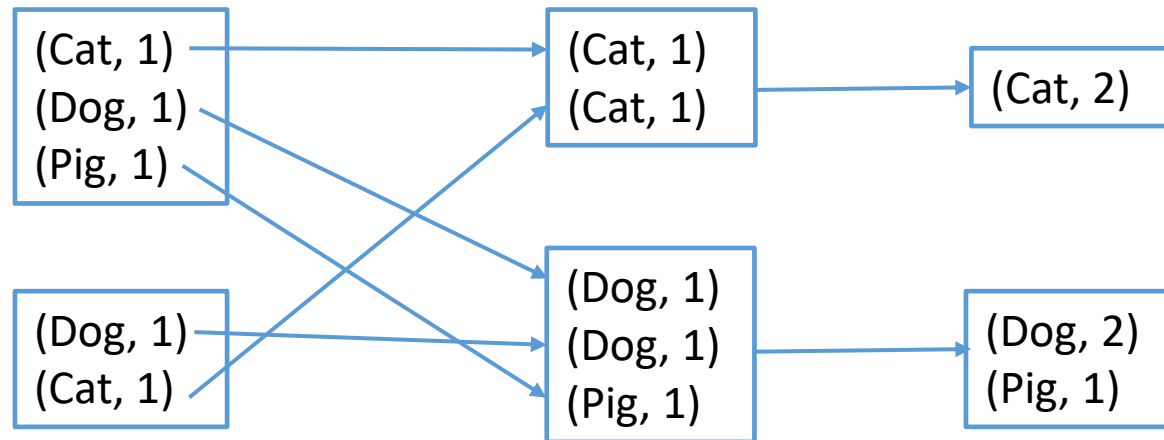 (Cat, 1)
(Dog, 1)
(Pig, 1)
(Dog, 1)
(Cat, 1)
(Cat, 1)
(Cat, 1)
(Dog, 1)
(Dog, 1)
(Pig, 1)
(Cat, 2)
(Dog, 2)
(Pig, 1)